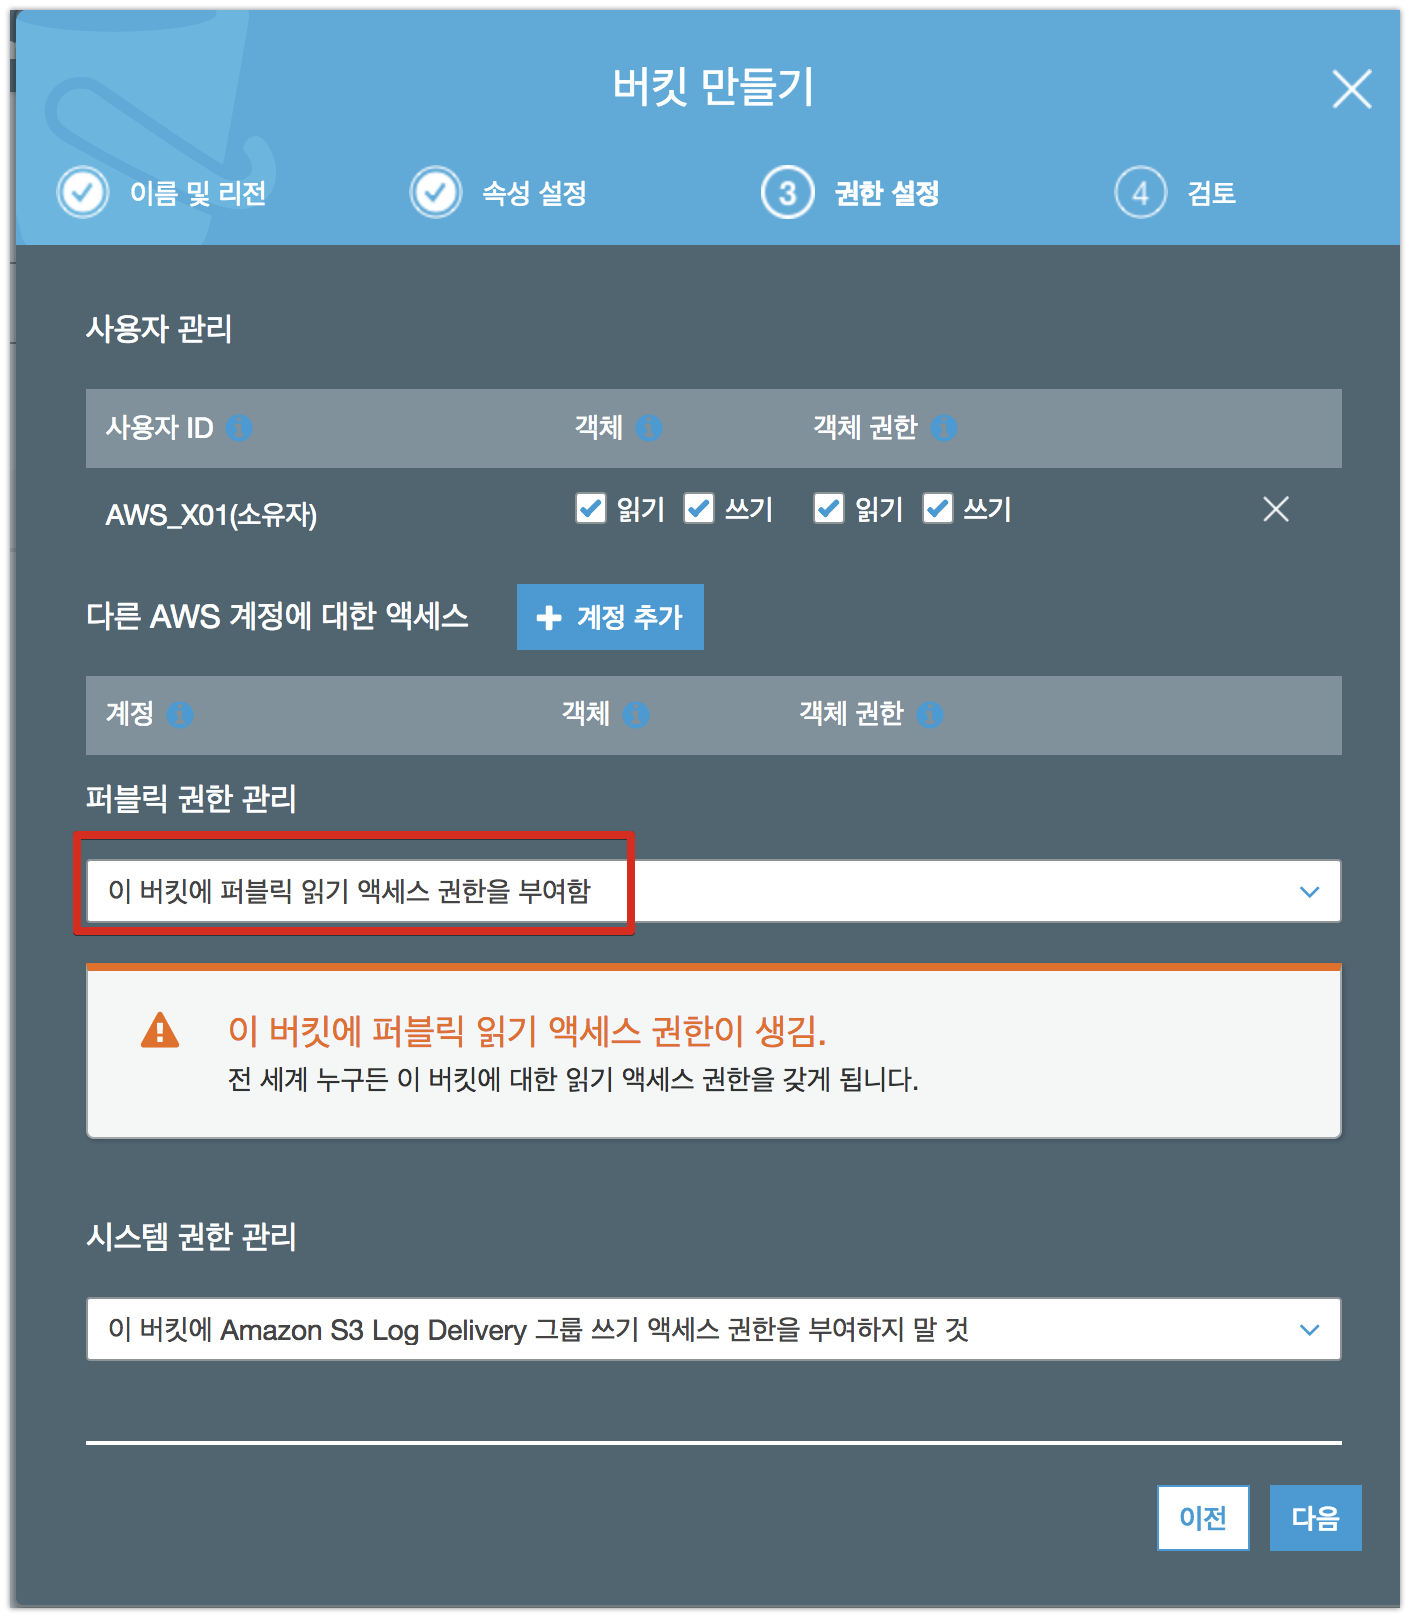 버킷 만들기
이름 및 리전 속성 설정 3 권한 설정 4 검토
사용자 관리
사용자 ID 객체 객체 권한
AWS_X01(소유자) 읽기 쓰기 읽기 쓰기
다른 AWS 계정에 대한 액세스 계정 추가
계정 객체 객체 권한
퍼블릭 권한 관리
이 버킷에 퍼블릭 읽기 액세스 권한을 부여함
이 버킷에 퍼블릭 읽기 액세스 권한이 생김.
전 세계 누구든 이 버킷에 대한 읽기 액세스 권한을 갖게 됩니다.
시스템 권한 관리
이 버킷에 Amazon S3 Log Delivery 그룹 쓰기 액세스 권한을 부여하지 말 것
이전 다음